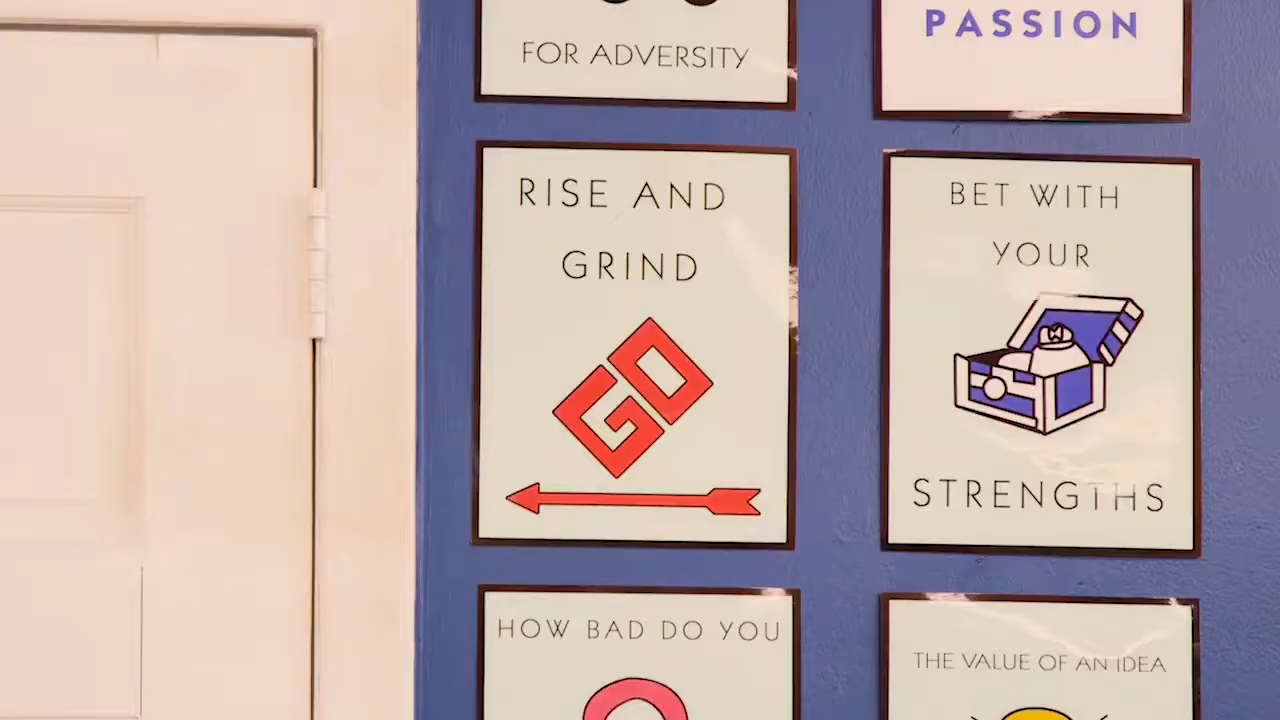 FOR ADVERSITY
PASSION
RISE AND
GRIND
GO
BET WITH
YOUR
STRENGTHS
HOW BAD DO YOU
THE VALUE OF AN IDEA